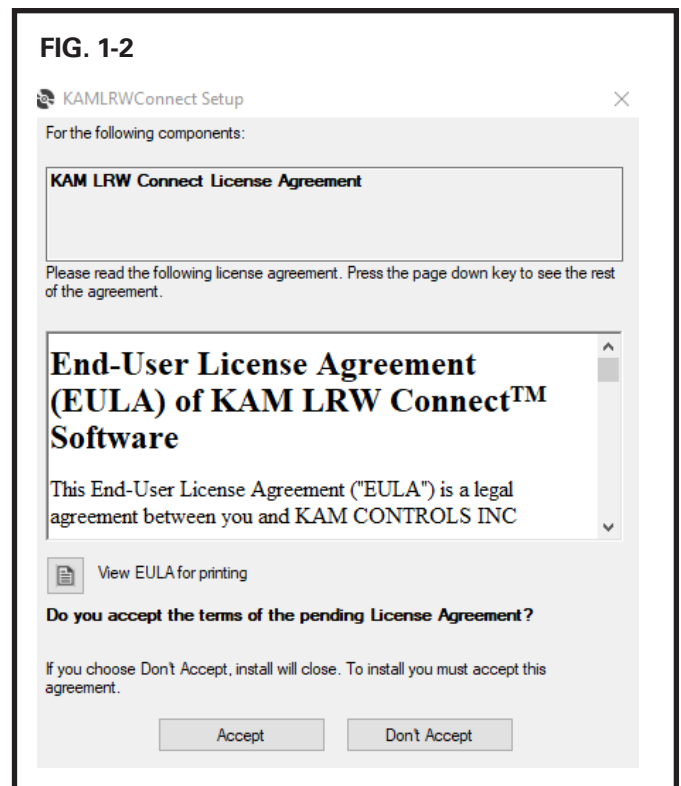 FIG. 1-2
KAMLRWConnect Setup
For the following components:
KAM LRW Connect License Agreement
Please read the following license agreement. Press the page down key to see the rest
of the agreement.
End-User License Agreement
(EULA) of KAM LRW Connect™
Software
This End-User License Agreement ("EULA") is a legal
agreement between you and KAM CONTROLS INC
View EULA for printing
Do you accept the terms of the pending License Agreement?
If you choose Don't Accept, install will close. To install you must accept this
agreement.
Accept
Don't Accept